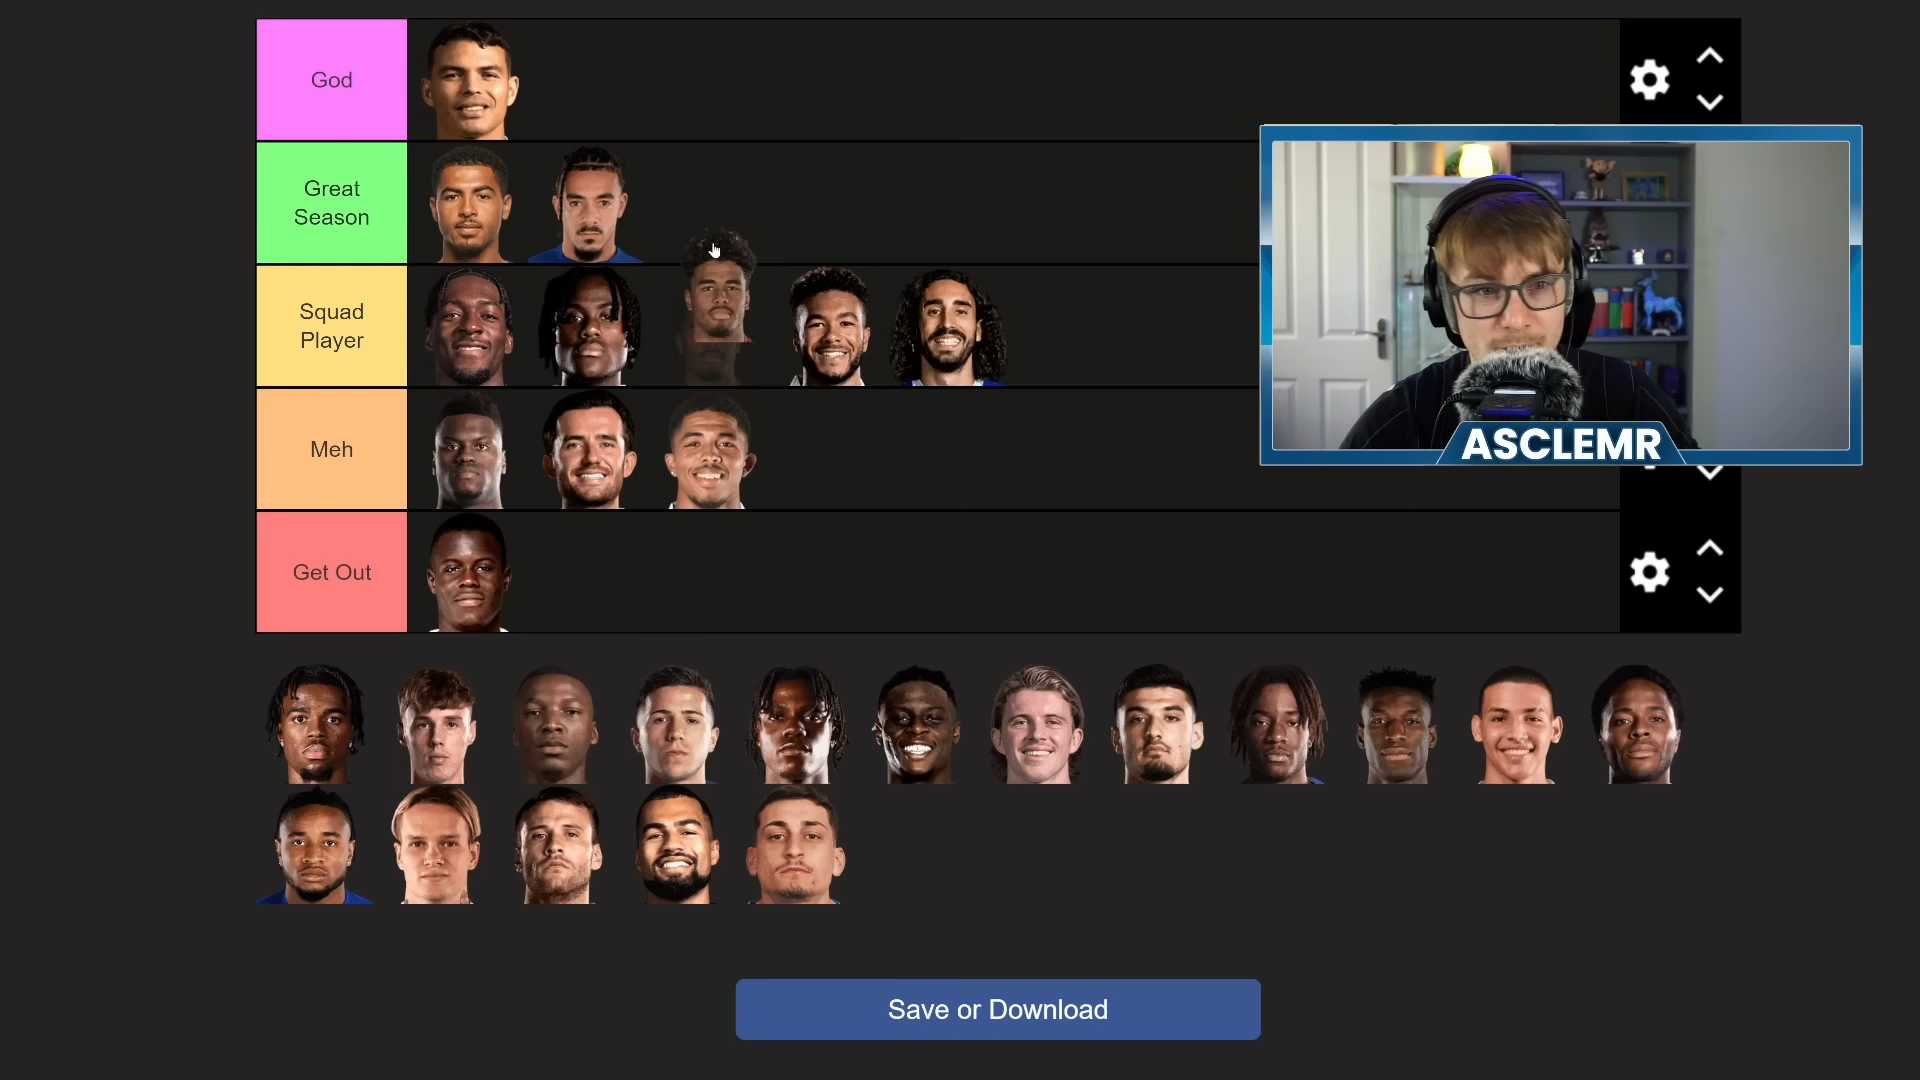 God
Great
Season
Squad
Player
Meh
Get Out
ASCLEMR
Save or Download